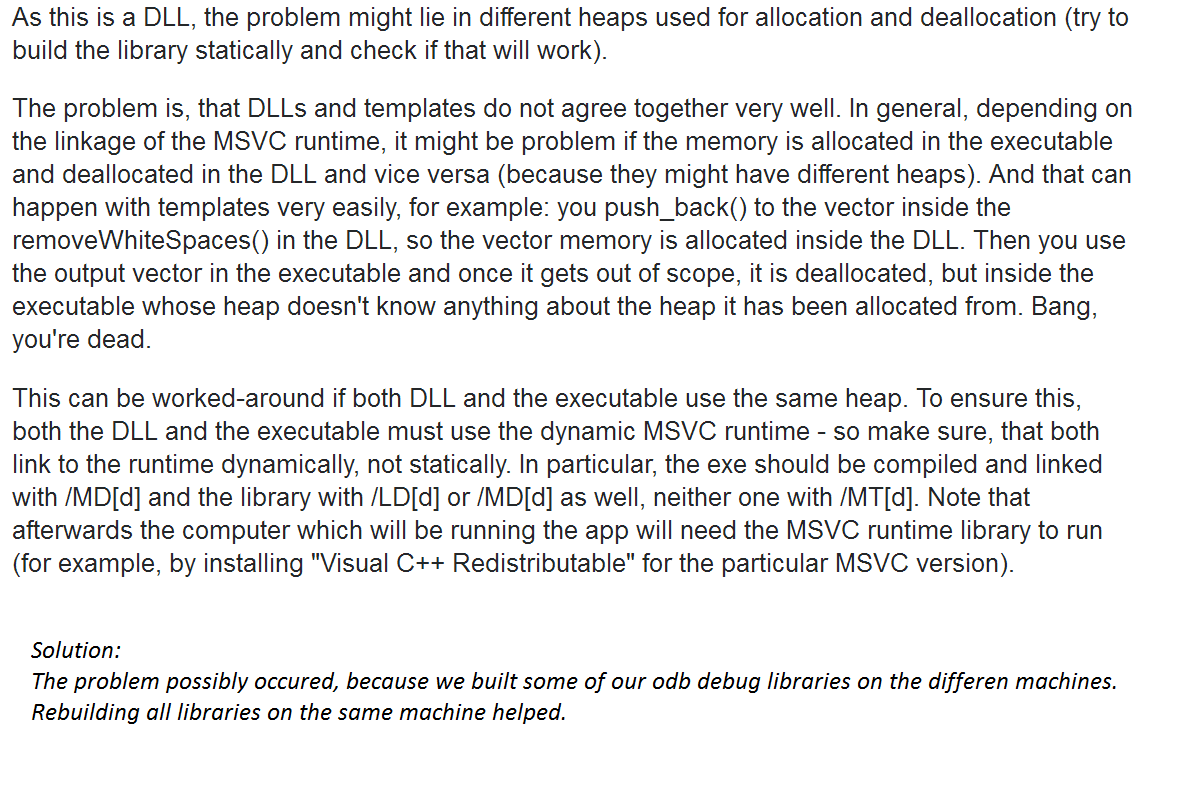 As this is a DLL, the problem might lie in different heaps used for allocation and deallocation (try to
build the library statically and check if that will work).
The problem is, that DLLs and templates do not agree together very well. In general, depending on
the linkage of the MSVC runtime, it might be problem if the memory is allocated in the executable
and deallocated in the DLL and vice versa (because they might have different heaps). And that can
happen with templates very easily, for example: you push_back() to the vector inside the
removeWhiteSpaces() in the DLL, so the vector memory is allocated inside the DLL. Then you use
the output vector in the executable and once it gets out of scope, it is deallocated, but inside the
executable whose heap doesn't know anything about the heap it has been allocated from. Bang,
you're dead.
This can be worked-around if both DLL and the executable use the same heap. To ensure this,
both the DLL and the executable must use the dynamic MSVC runtime - so make sure, that both
link to the runtime dynamically, not statically. In particular, the exe should be compiled and linked
with /MD[d] and the library with /LD[d] or /MD[d] as well, neither one with /MT[d]. Note that
afterwards the computer which will be running the app will need the MSVC runtime library to run
(for example, by installing "Visual C++ Redistributable" for the particular MSVC version).
Solution:
The problem possibly occured, because we built some of our odb debug libraries on the differen machines.
Rebuilding all libraries on the same machine helped.